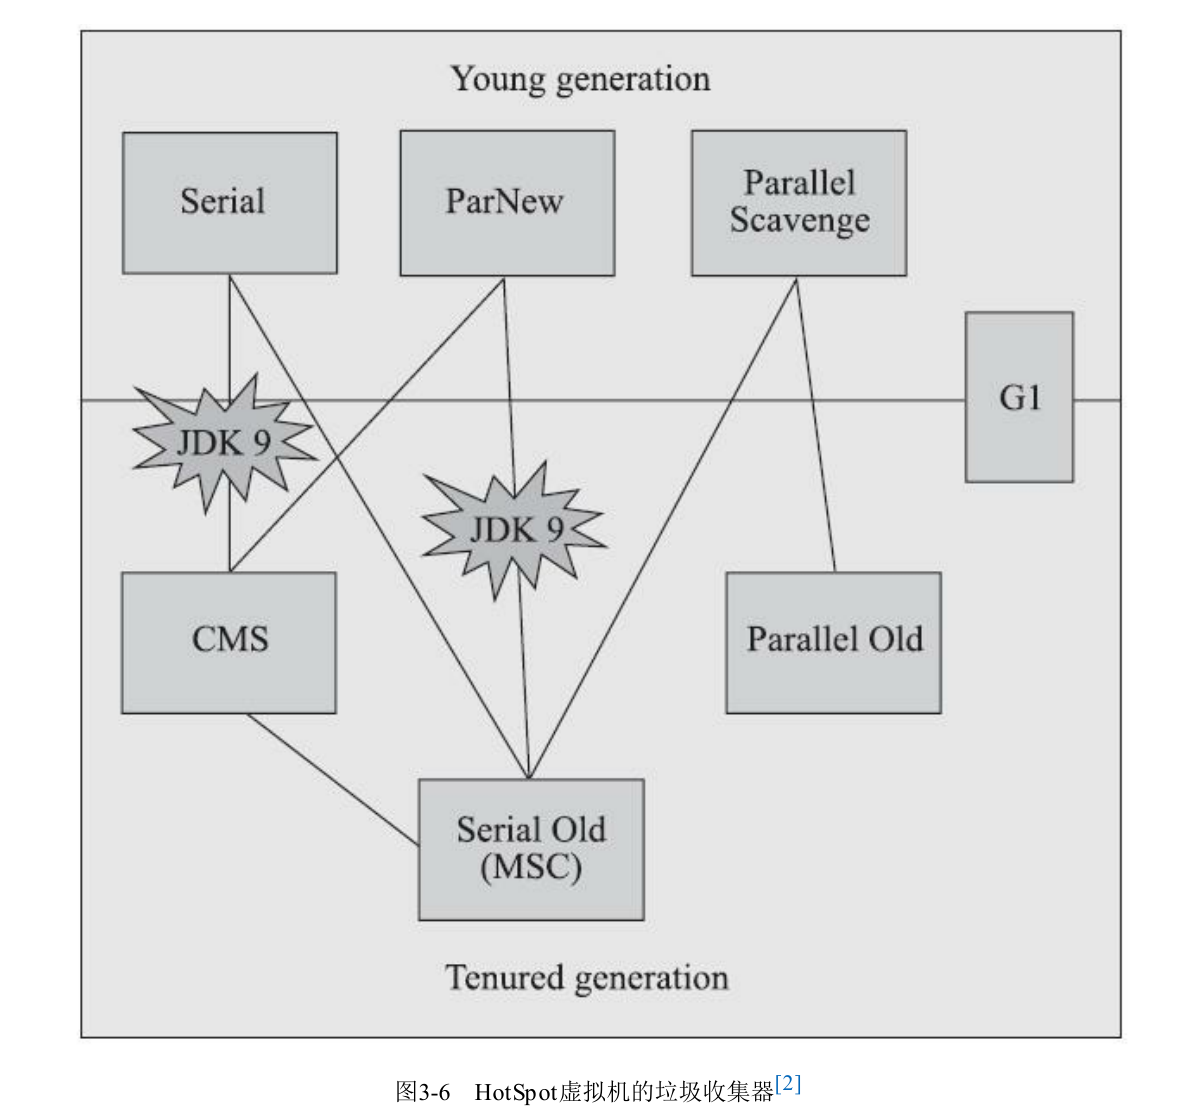 Young generation
Serial
ParNew
Parallel
Scavenge
G1
JDK 9
JDK 9
CMS
Parallel Old
Serial Old
(MSC)
Tenured generation
图3-6 HotSpot虚拟机的垃圾收集器[2]